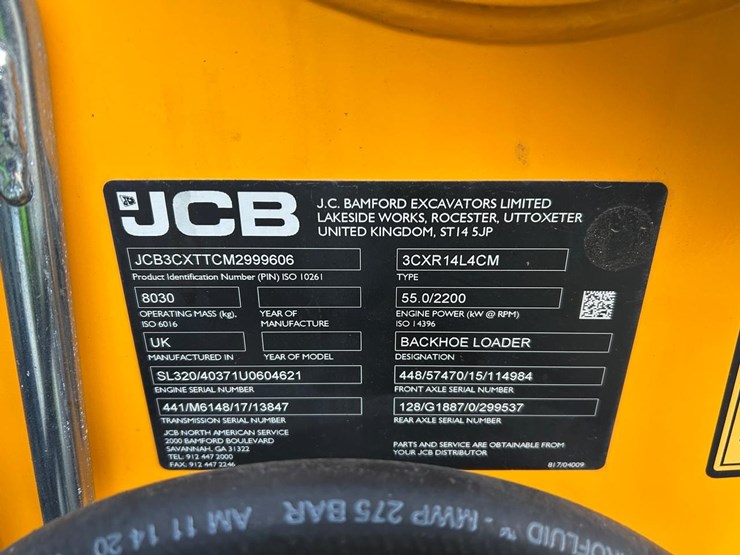 JCB
J.C. BAMFORD EXCAVATORS LIMITED
LAKESIDE WORKS, ROCESTER, UTTOXETER
UNITED KINGDOM, ST14 5JP
JCB3CXTTCM2999606
Product Identification Number (PIN) ISO 10261
3CXR14L4CM
TYPE
8030
OPERATING MASS (kg),
ISO 6016
YEAR OF
MANUFACTURE
55.0/2200
ENGINE POWER (kW @ RPM)
ISO 14396
UK
MANUFACTURED IN
YEAR OF MODEL
BACKHOE LOADER
DESIGNATION
SL320/40371U0604621
ENGINE SERIAL NUMBER
448/57470/15/114984
FRONT AXLE SERIAL NUMBER
441/M6148/17/13847
TRANSMISSION SERIAL NUMBER
128/G1887/0/299537
REAR AXLE SERIAL NUMBER
JCB NORTH AMERICAN SERVICE
2000 BAMFORD BOULEVARD
SAVANNAH, GA 31322
TEL: 912 447 2000
FAX: 912 447 2246
PARTS AND SERVICE ARE OBTAINABLE FROM
YOUR JCB DISTRIBUTOR
817/04009
ROFLUID ™ - MWP 275 BAR AM 11 14 20